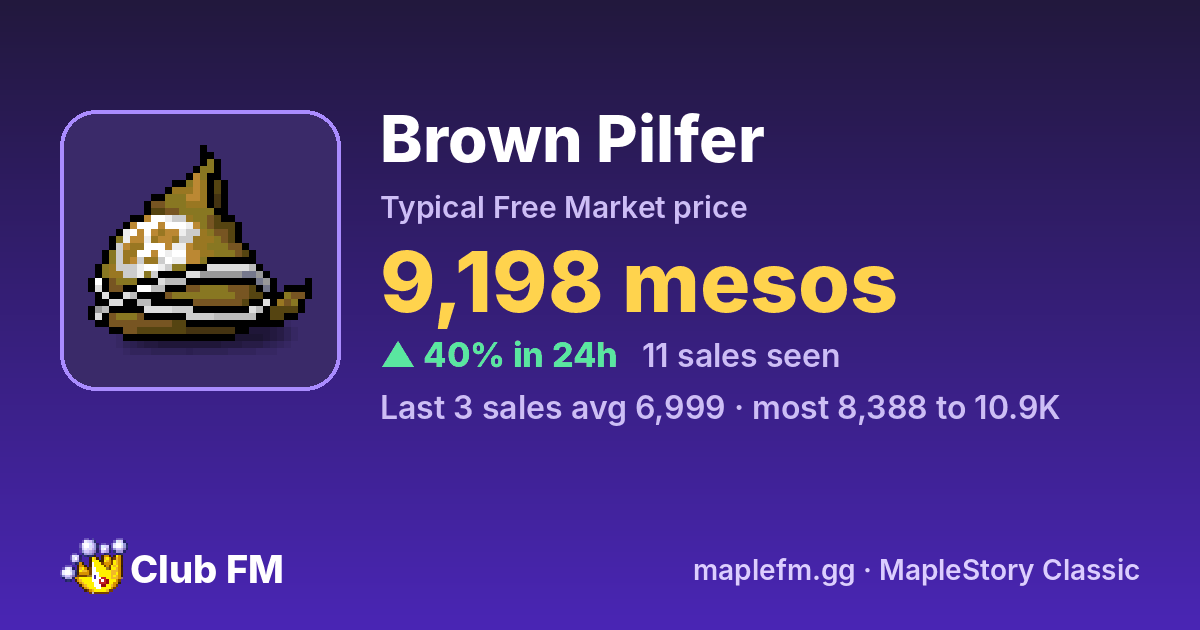 Brown Pilfer
Typical Free Market price
9,198 mesos
▲ 40% in 24h 11 sales seen
Last 3 sales avg 6,999 · most 8,388 to 10.9K
Club FM
maplefm.gg · MapleStory Classic